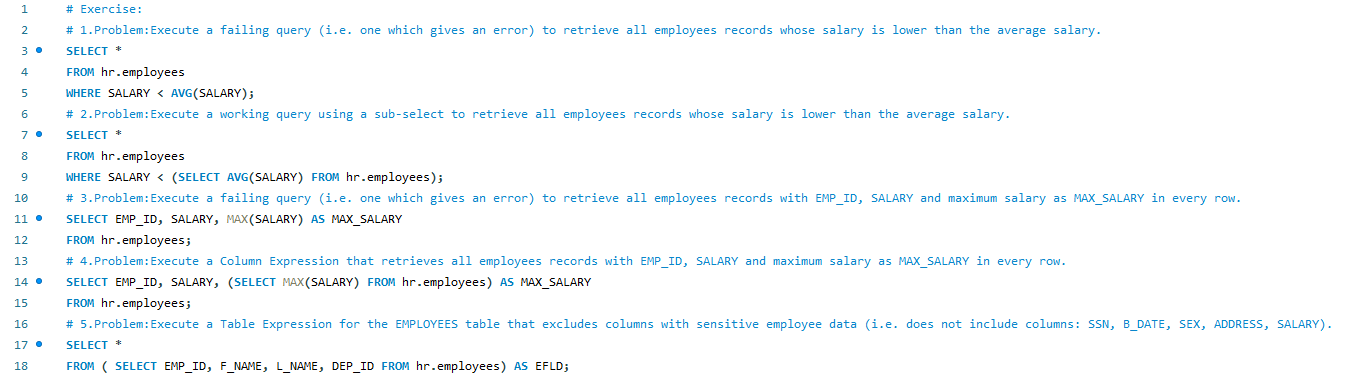 1 # Exercise:
2 # 1.Problem:Execute a failing query (i.e. one which gives an error) to retrieve all employees records whose salary is lower than the average salary.
3 SELECT *
4 FROM hr.employees
5 WHERE SALARY < AVG(SALARY);
6 # 2.Problem:Execute a working query using a sub-select to retrieve all employees records whose salary is lower than the average salary.
7 SELECT *
8 FROM hr.employees
9 WHERE SALARY < (SELECT AVG(SALARY) FROM hr.employees);
10 # 3.Problem:Execute a failing query (i.e. one which gives an error) to retrieve all employees records with EMP_ID, SALARY and maximum salary as MAX_SALARY in every row.
11 SELECT EMP_ID, SALARY, MAX(SALARY) AS MAX_SALARY
12 FROM hr.employees;
13 # 4.Problem:Execute a Column Expression that retrieves all employees records with EMP_ID, SALARY and maximum salary as MAX_SALARY in every row.
14 SELECT EMP_ID, SALARY, (SELECT MAX(SALARY) FROM hr.employees) AS MAX_SALARY
15 FROM hr.employees;
16 # 5.Problem:Execute a Table Expression for the EMPLOYEES table that excludes columns with sensitive employee data (i.e. does not include columns: SSN, B_DATE, SEX, ADDRESS, SALARY).
17 SELECT *
18 FROM ( SELECT EMP_ID, F_NAME, L_NAME, DEP_ID FROM hr.employees) AS EFLD;